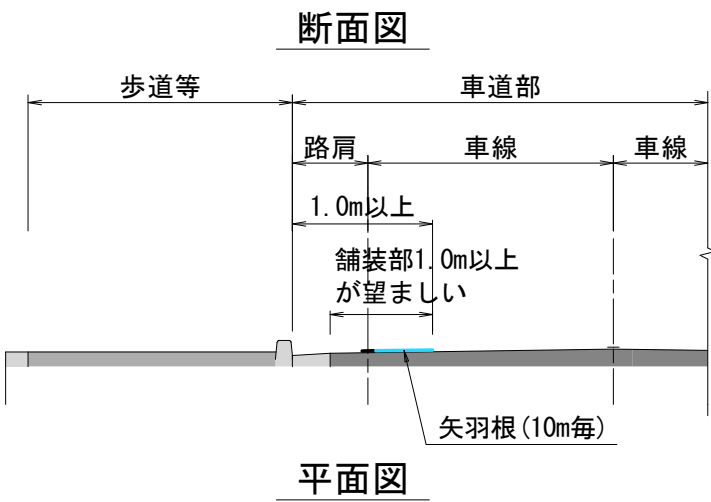 断面図
歩道等
車道部
路肩
車線
車線
1.0m以上
舗装部1.0m以上
が望ましい
矢羽根(10m毎)
平面図